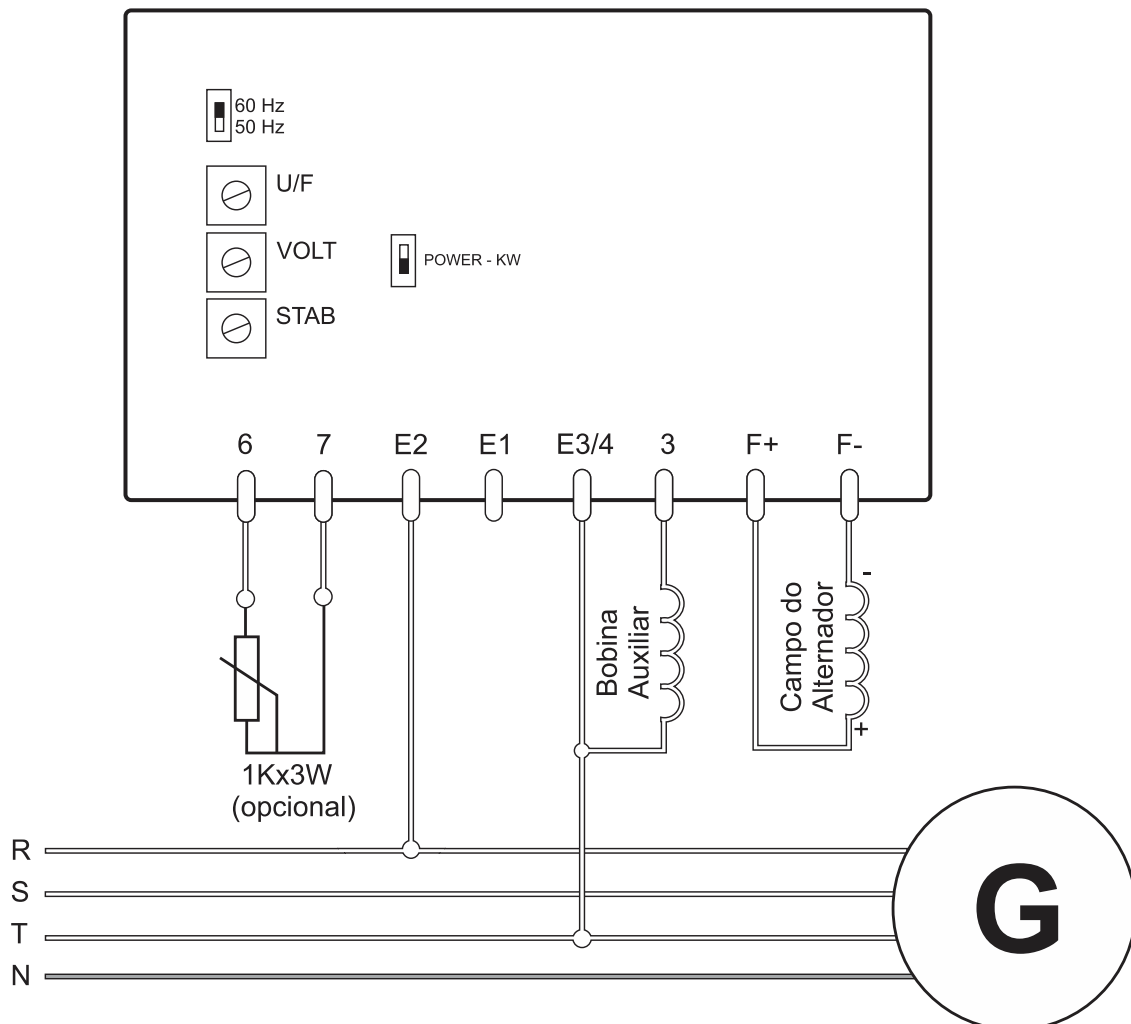 60 Hz
50 Hz
U/F
VOLT
POWER - KW
STAB
6 7 E2 E1 E3/4 3 F+ F-
Bobina
Auxiliar
Campo do
Alternador
-
+
1Kx3W
(opcional)
R
S
T
N
G